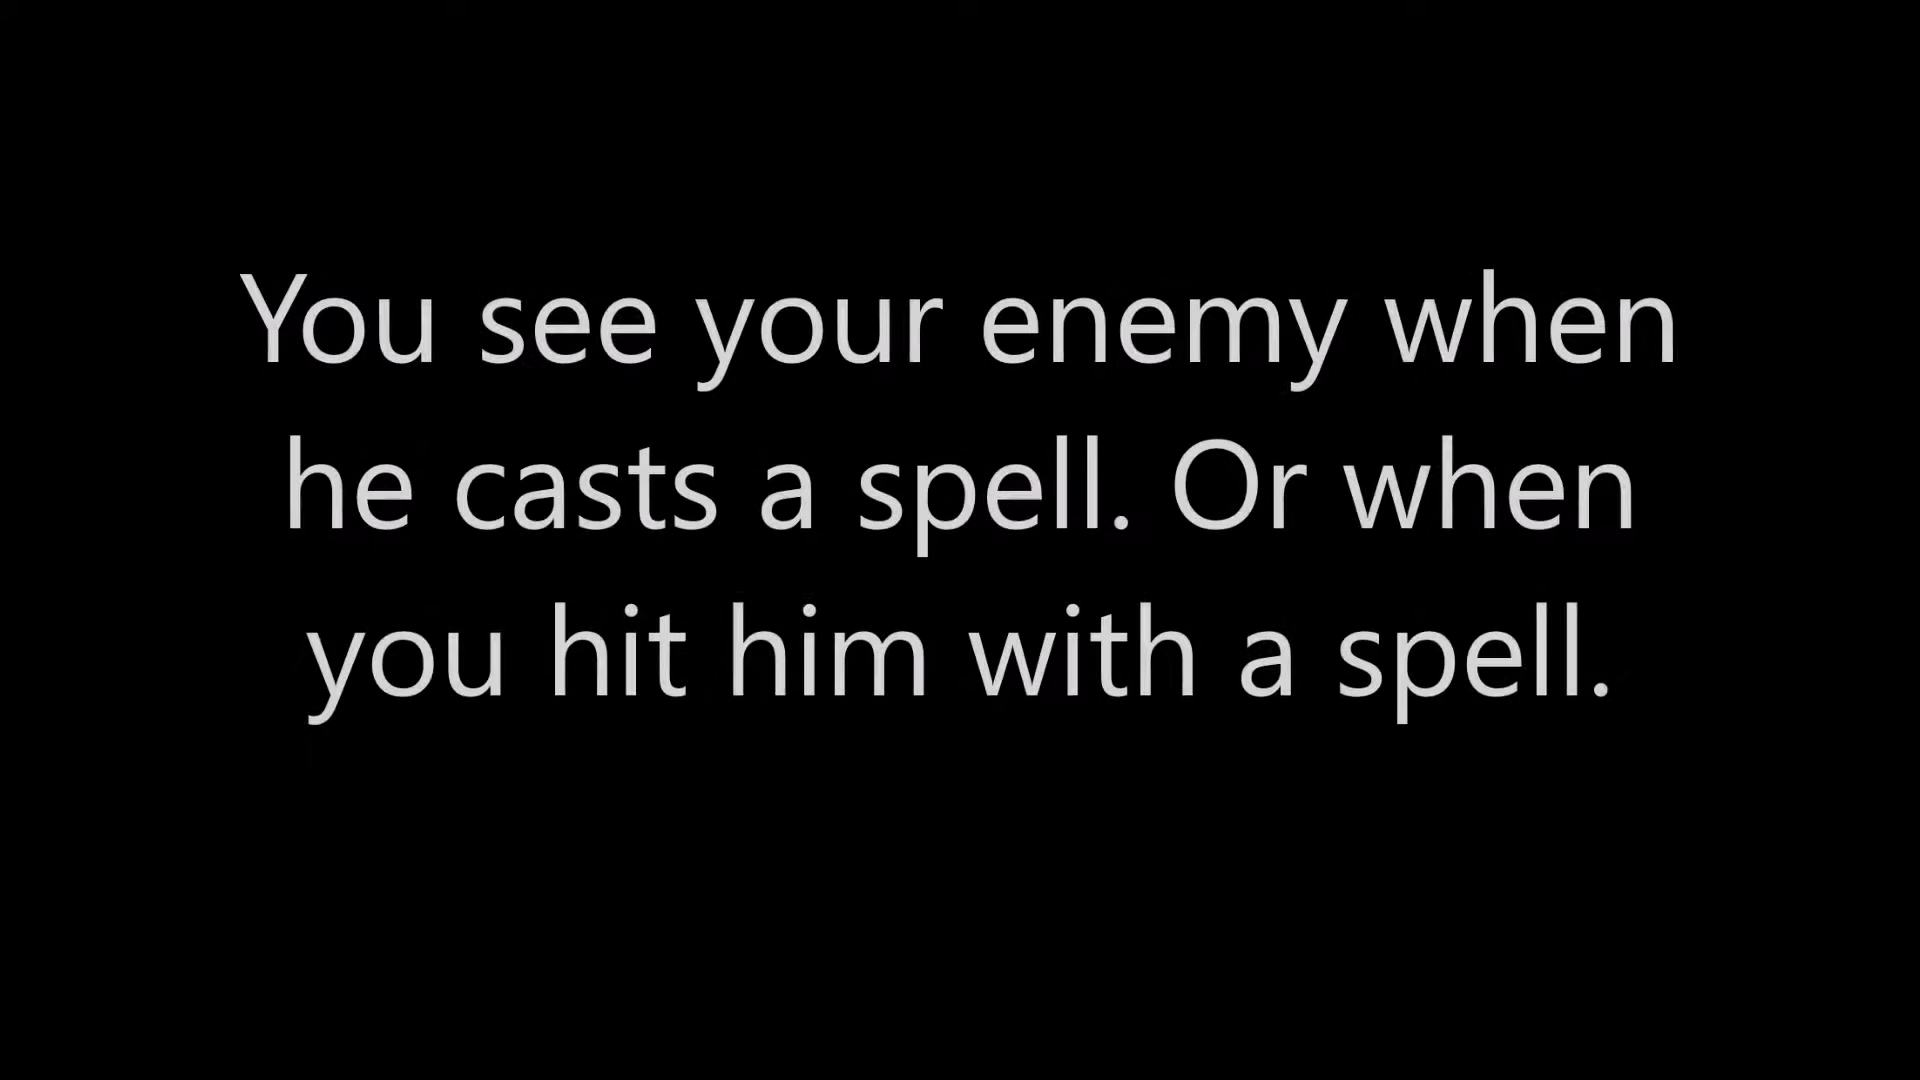 You see your enemy when
he casts a spell. Or when
you hit him with a spell.